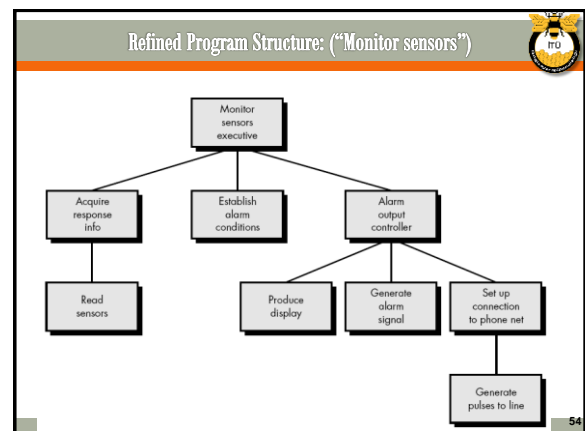 Refined Program Structure: ("Monitor sensors")
İTÜ
Monitor
sensors
executive
Acquire
response
info
Establish
alarm
conditions
Alarm
output
controller
Read
sensors
Produce
display
Generate
alarm
signal
Set up
connection
to phone net
Generate
pulses to line
54